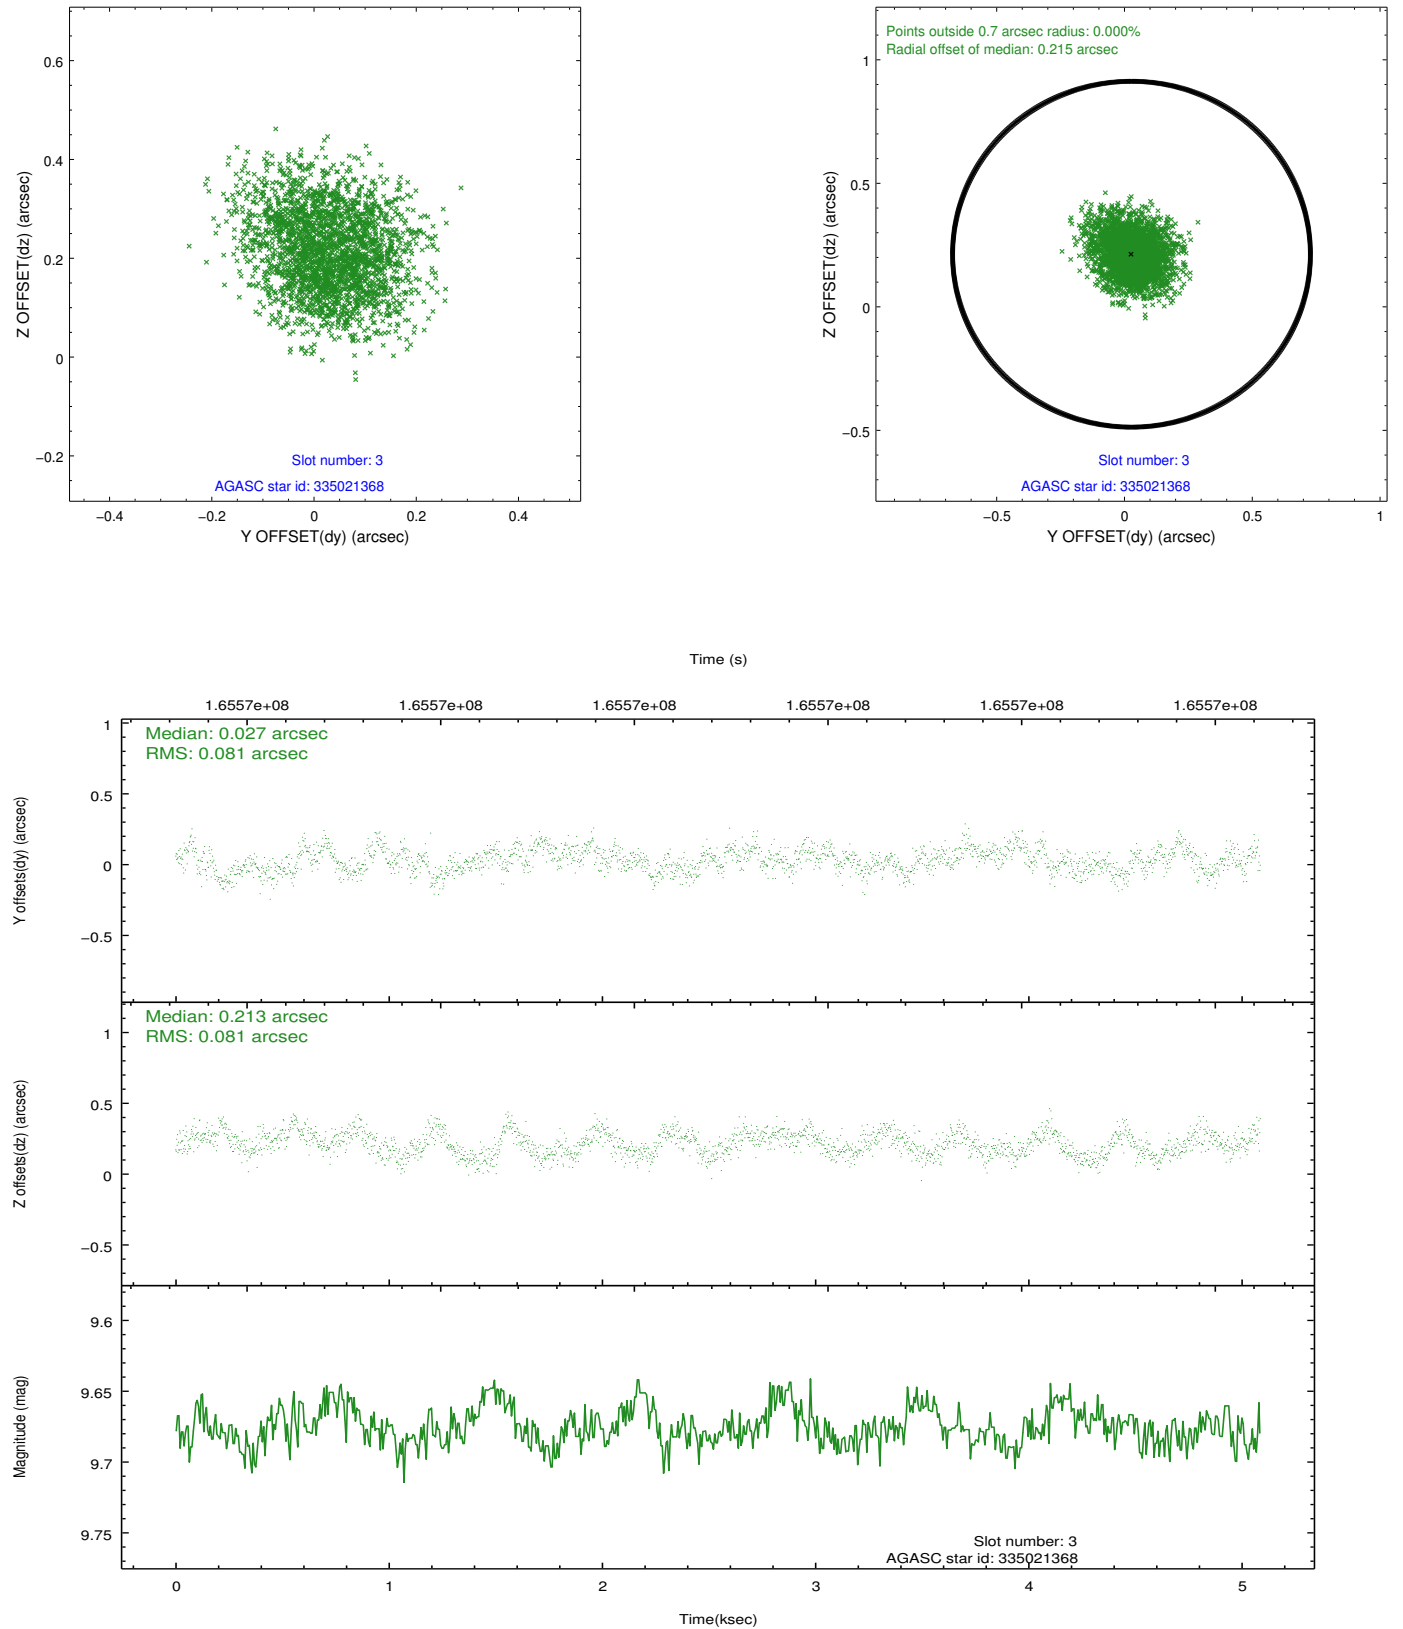 0.6
0.4
0.2
0
−0.2
Z OFFSET(dz) (arcsec)
Slot number: 3
AGASC star id: 335021368
−0.4 −0.2 0 0.2 0.4
Y OFFSET(dy) (arcsec)
Points outside 0.7 arcsec radius: 0.000%
Radial offset of median: 0.215 arcsec
1
0.5
0
−0.5
Z OFFSET(dz) (arcsec)
Slot number: 3
AGASC star id: 335021368
−0.5 0 0.5 1
Y OFFSET(dy) (arcsec)
Time (s)
1.6557e+08 1.6557e+08 1.6557e+08 1.6557e+08 1.6557e+08 1.6557e+08
Median: 0.027 arcsec
RMS: 0.081 arcsec
1
0.5
0
−0.5
Y offsets(dy) (arcsec)
Median: 0.213 arcsec
RMS: 0.081 arcsec
1
0.5
0
−0.5
Z offsets(dz) (arcsec)
9.6
9.65
9.7
9.75
Magnitude (mag)
Slot number: 3
AGASC star id: 335021368
0 1 2 3 4 5
Time(ksec)